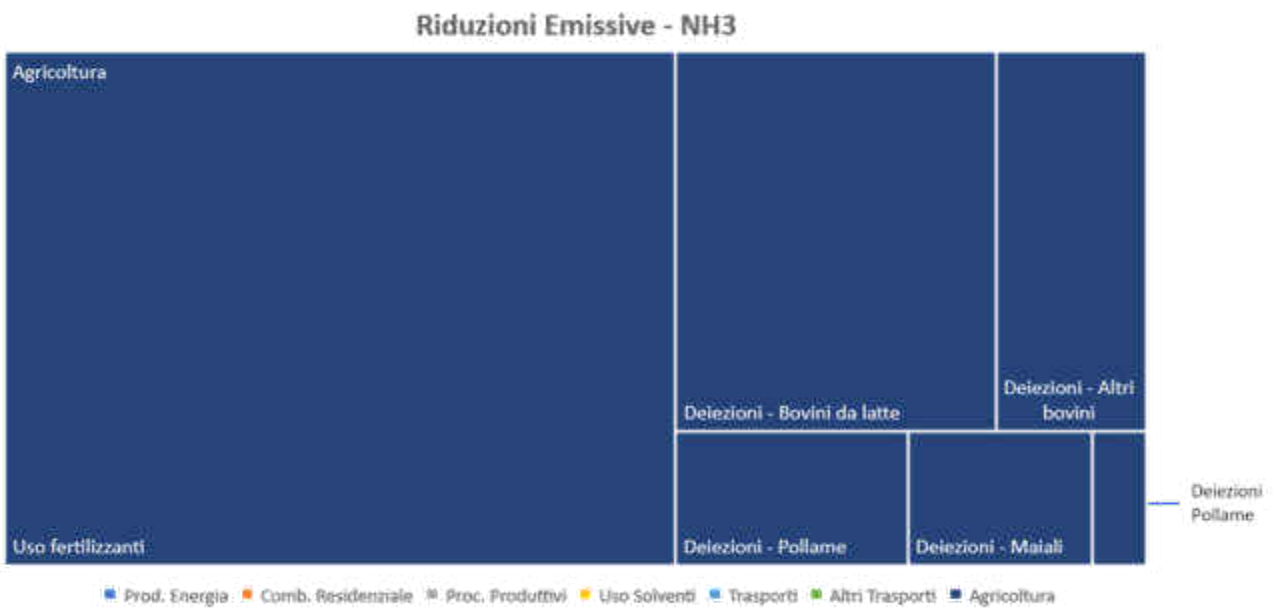 Riduzioni Emissive - NH3
Agricoltura
Deiezioni - Altri
bovini
Deiezioni - Bovini da latte
Deiezioni
Pollame
Uso fertilizzanti
Deiezioni - Pollame
Deiezioni - Maiali
Prod. Energia Comb. Residenziale Proc. Produttivi Uso Solventi Trasporti Altri Trasporti Agricoltura